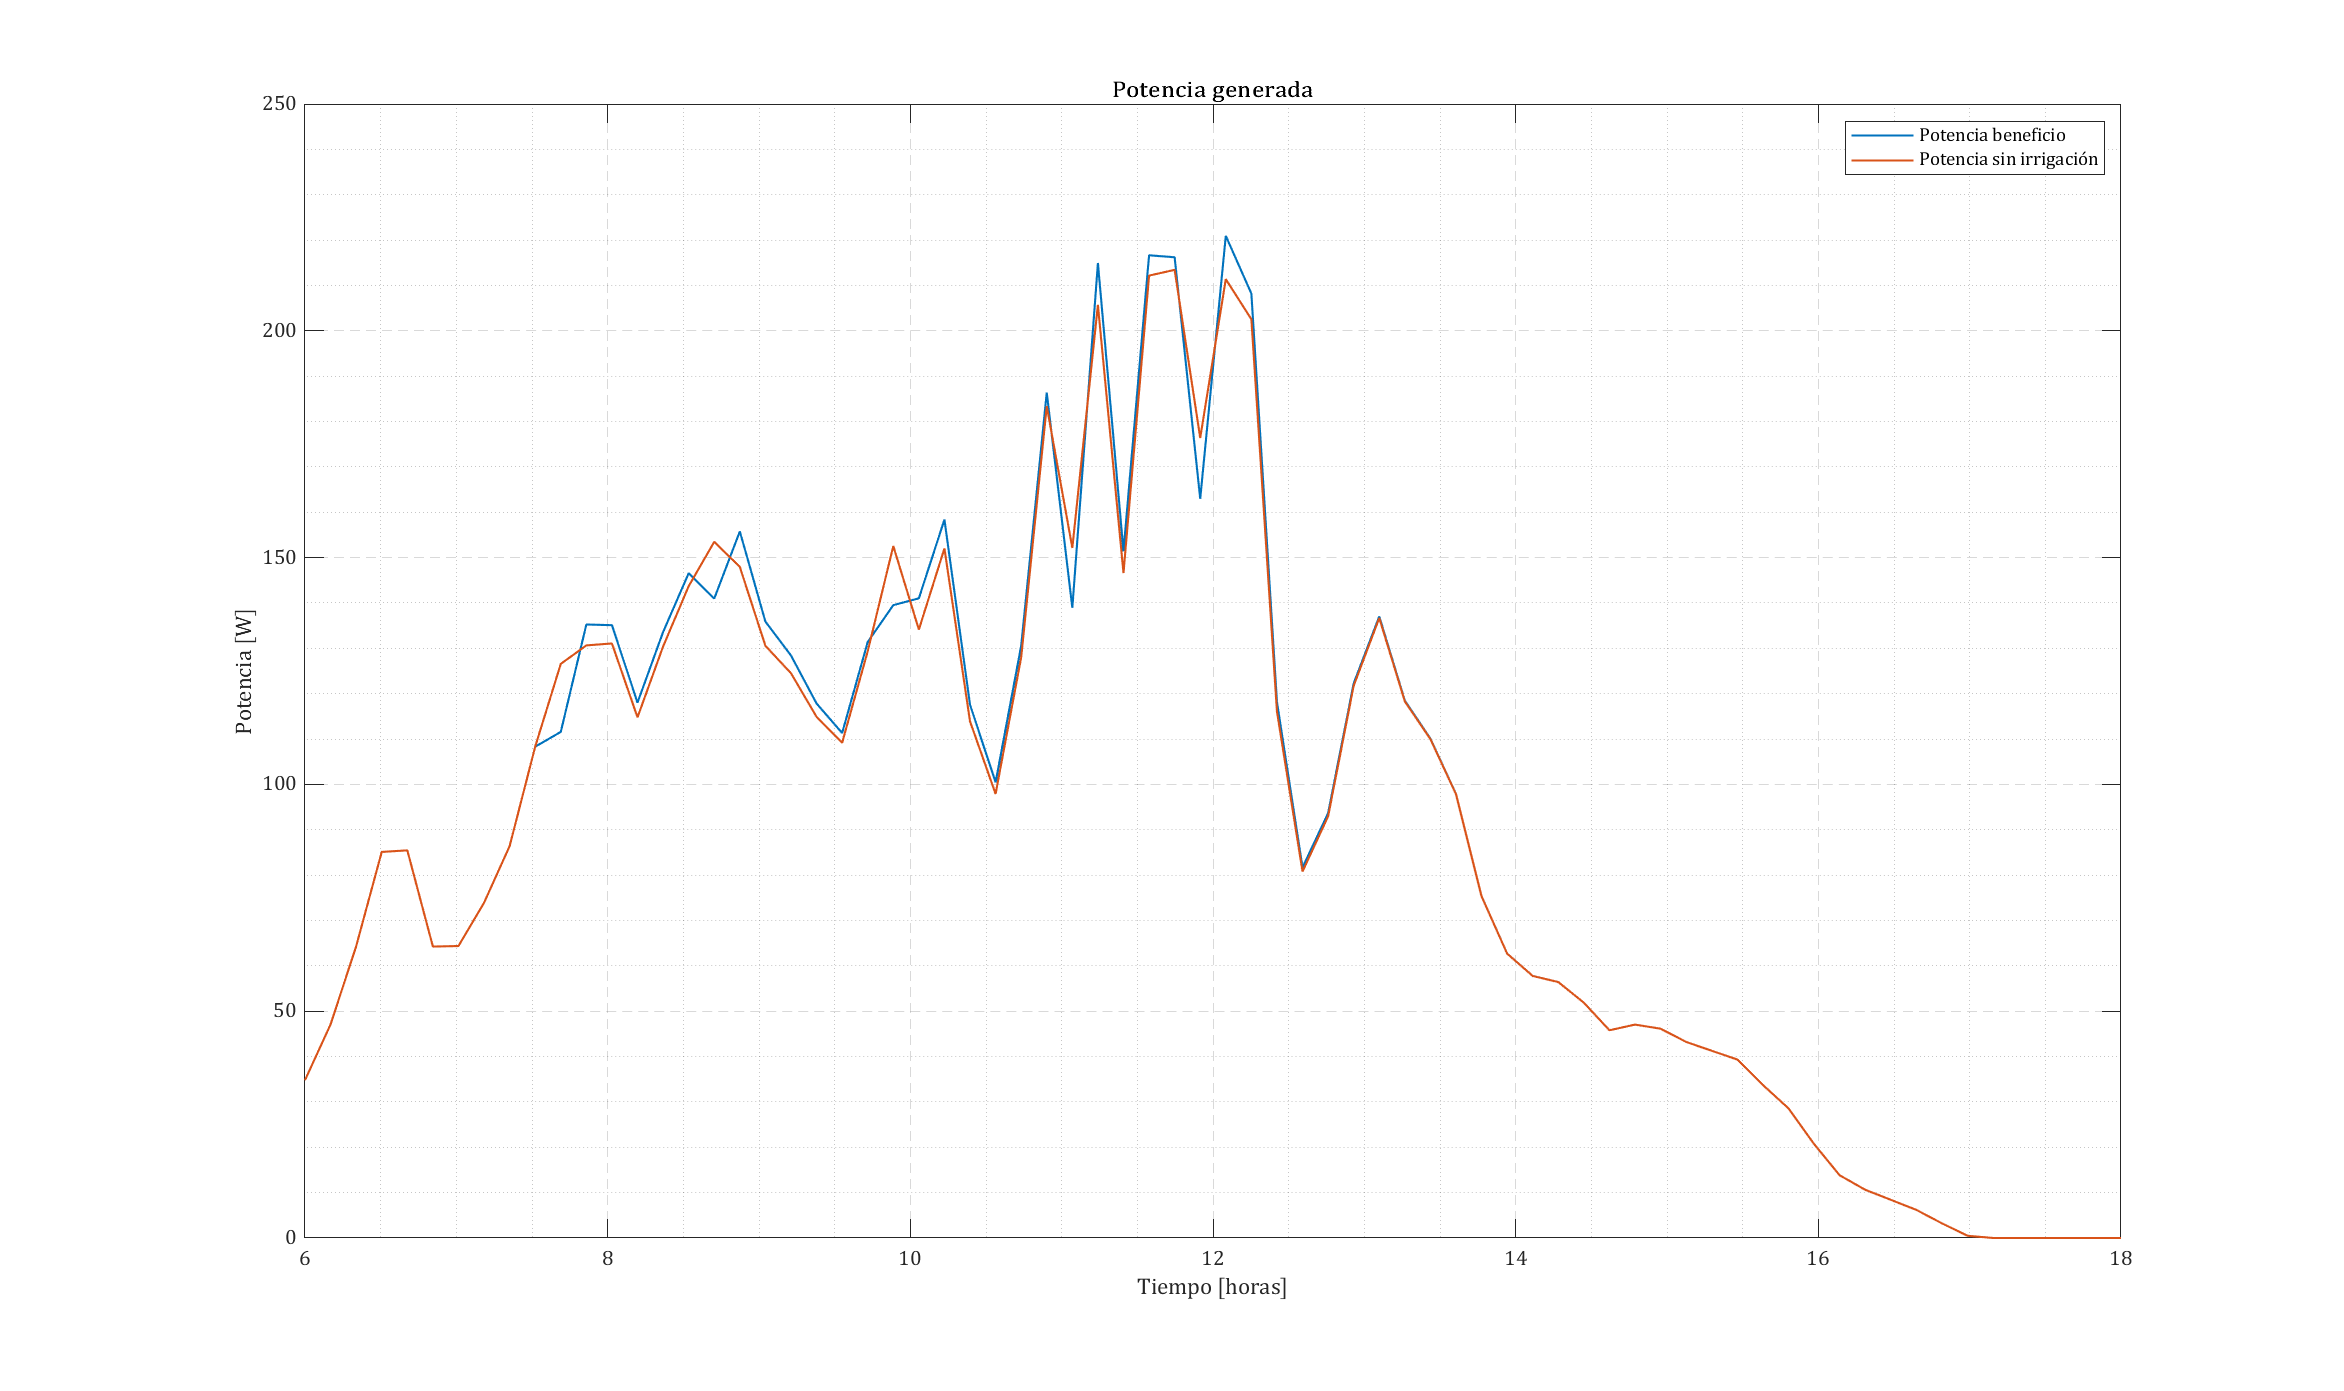 Potencia generada
250
200
150
100
50
0
Potencia [W]
Potencia beneficio
Potencia sin irrigación
6 8 10 12 14 16 18
Tiempo [horas]